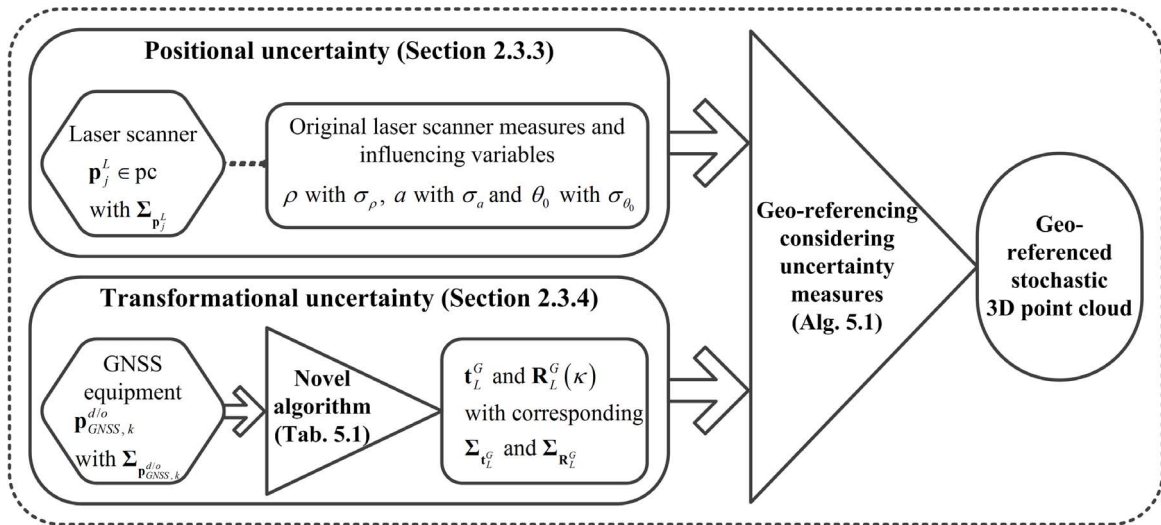 Positional uncertainty (Section 2.3.3)
Laser scanner
𝐩_j^L ∈ pc
with 𝚺_{𝐩_j^L}
Original laser scanner measures and
influencing variables
ρ with σ_ρ, a with σ_a and θ_0 with σ_{θ_0}
Transformational uncertainty (Section 2.3.4)
GNSS
equipment
𝐩_{GNSS, k}^{d/o}
with 𝚺_{𝐩_{GNSS, k}^{d/o}}
Novel
algorithm
(Tab. 5.1)
𝐭_L^G and 𝐑_L^G(κ)
with corresponding
𝚺_{𝐭_L^G} and 𝚺_{𝐑_L^G}
Geo-referencing
considering
uncertainty
measures
(Alg. 5.1)
Geo-
referenced
stochastic
3D point cloud